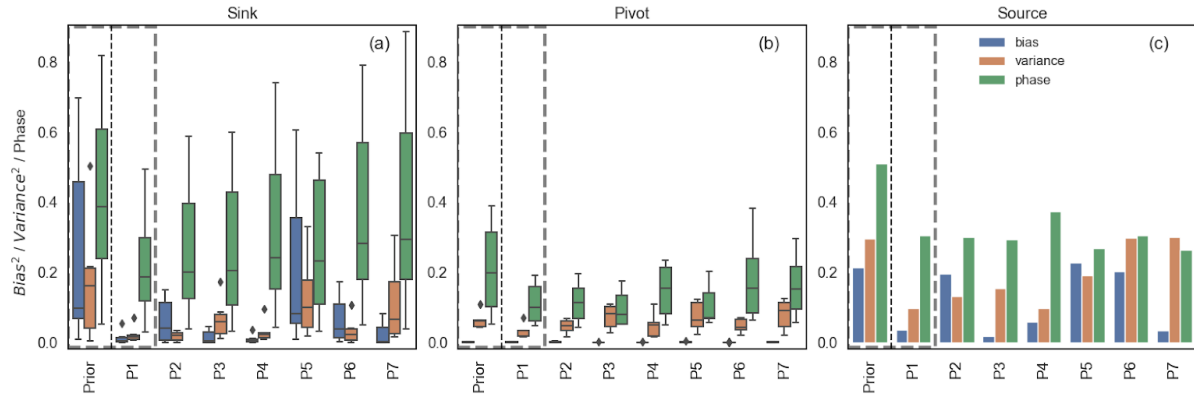 Sink
Pivot
Source
(a)
(b)
(c)
bias
variance
phase
Bias² / Variance² / Phase
0.8
0.6
0.4
0.2
0.0
0.8
0.6
0.4
0.2
0.0
0.8
0.6
0.4
0.2
0.0
Prior P1 P2 P3 P4 P5 P6 P7
Prior P1 P2 P3 P4 P5 P6 P7
Prior P1 P2 P3 P4 P5 P6 P7